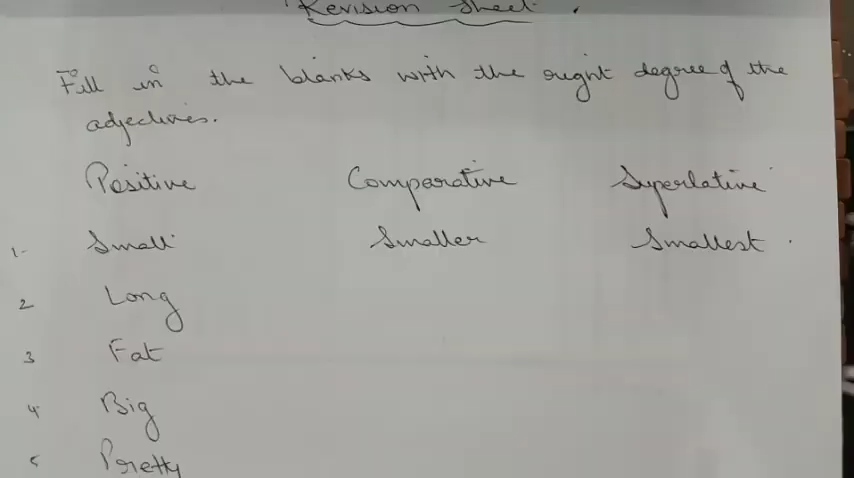 Revision Sheet.
Fill in the blanks with the right degree of the
adjectives.
Positive Comparative Superlative
1. Small Smaller Smallest.
2 Long
3 Fat
4. Big
5 Pretty